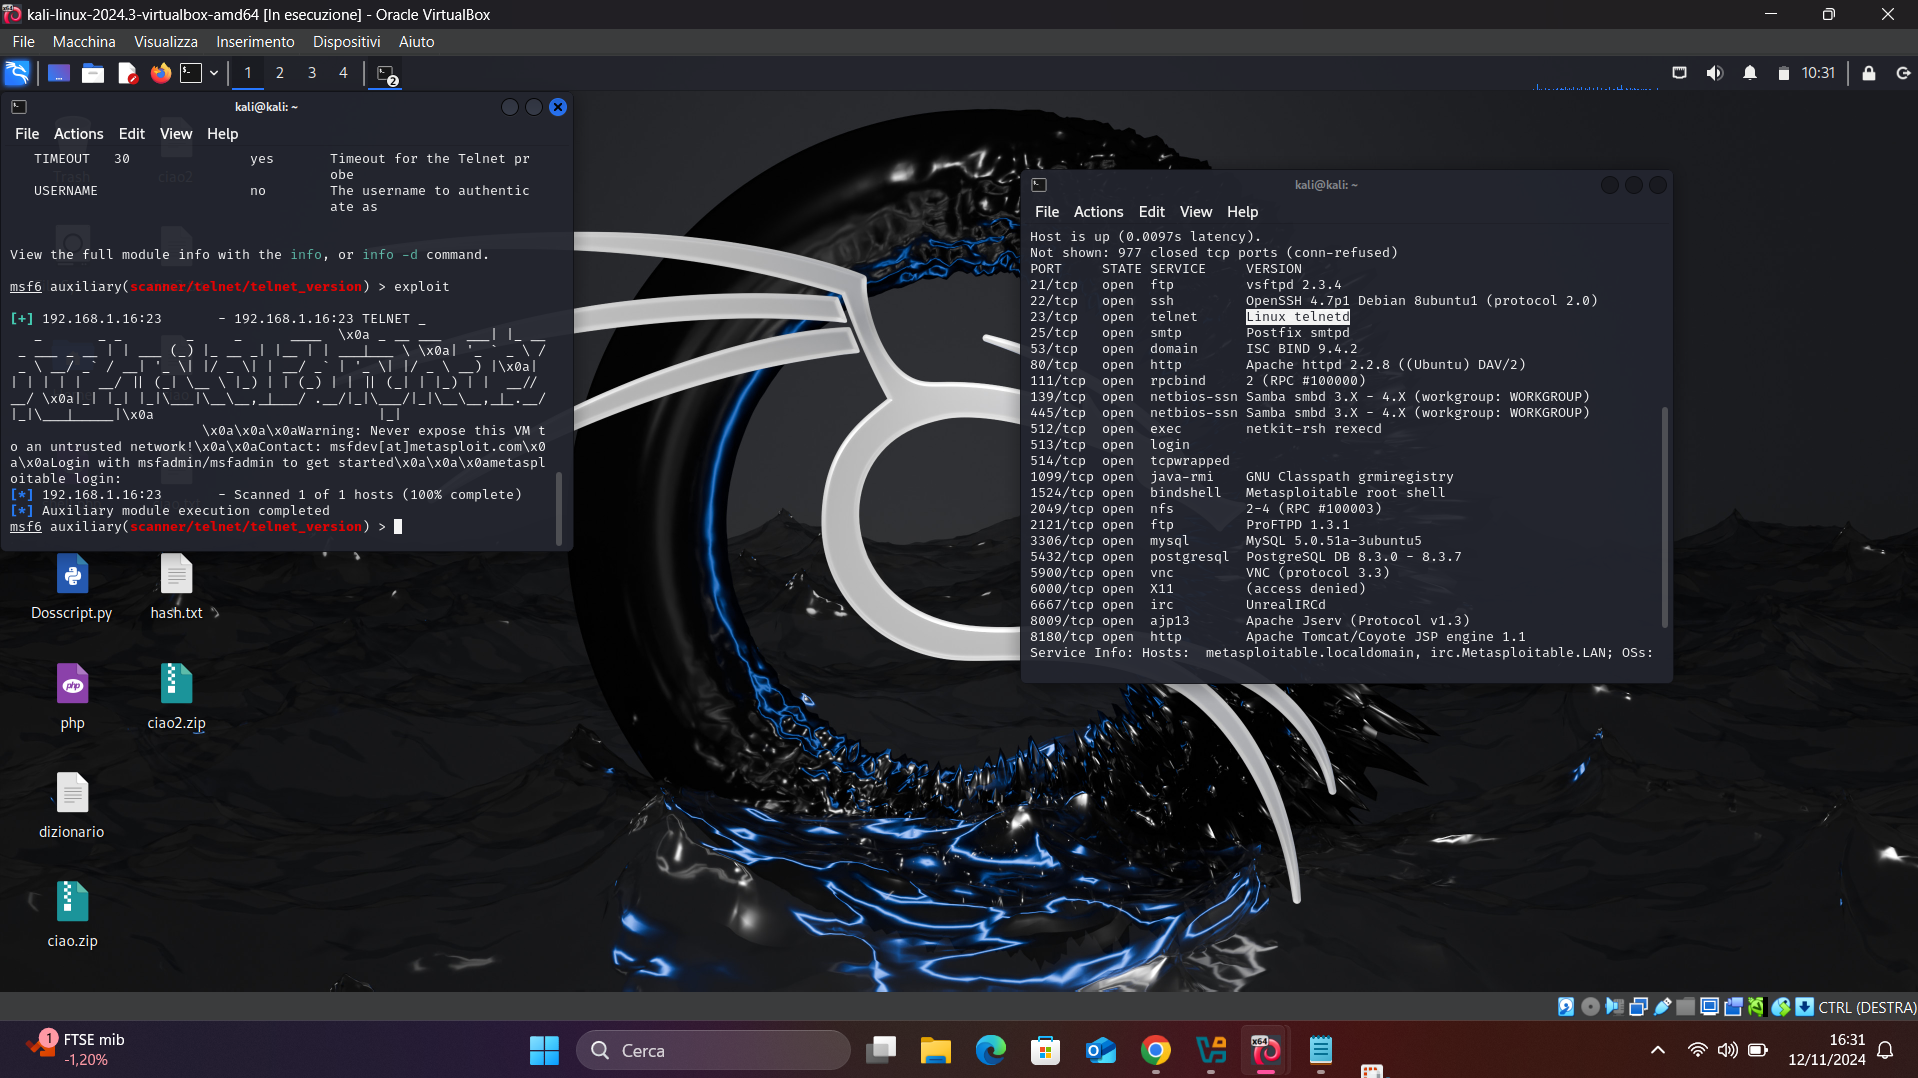 kali-linux-2024.3-virtualbox-amd64 [In esecuzione] - Oracle VirtualBox
File Macchina Visualizza Inserimento Dispositivi Aiuto
1 2 3 4 2 10:31
kali@kali: ~
File Actions Edit View Help
TIMEOUT 30 yes Timeout for the Telnet pr
obe
USERNAME no The username to authentic
ate as
View the full module info with the info, or info -d command.
msf6 auxiliary(scanner/telnet/telnet_version) > exploit
[+] 192.168.1.16:23 - 192.168.1.16:23 TELNET _
\x0a\x0a\x0aWarning: Never expose this VM t
o an untrusted network!\x0a\x0aContact: msfdev[at]metasploit.com\x0
a\x0aLogin with msfadmin/msfadmin to get started\x0a\x0a\x0ametaspl
oitable login:
[*] 192.168.1.16:23 - Scanned 1 of 1 hosts (100% complete)
[*] Auxiliary module execution completed
msf6 auxiliary(scanner/telnet/telnet_version) >
kali@kali: ~
File Actions Edit View Help
Host is up (0.0097s latency).
Not shown: 977 closed tcp ports (conn-refused)
PORT STATE SERVICE VERSION
21/tcp open ftp vsftpd 2.3.4
22/tcp open ssh OpenSSH 4.7p1 Debian 8ubuntu1 (protocol 2.0)
23/tcp open telnet Linux telnetd
25/tcp open smtp Postfix smtpd
53/tcp open domain ISC BIND 9.4.2
80/tcp open http Apache httpd 2.2.8 ((Ubuntu) DAV/2)
111/tcp open rpcbind 2 (RPC #100000)
139/tcp open netbios-ssn Samba smbd 3.X - 4.X (workgroup: WORKGROUP)
445/tcp open netbios-ssn Samba smbd 3.X - 4.X (workgroup: WORKGROUP)
512/tcp open exec netkit-rsh rexecd
513/tcp open login
514/tcp open tcpwrapped
1099/tcp open java-rmi GNU Classpath grmiregistry
1524/tcp open bindshell Metasploitable root shell
2049/tcp open nfs 2-4 (RPC #100003)
2121/tcp open ftp ProFTPD 1.3.1
3306/tcp open mysql MySQL 5.0.51a-3ubuntu5
5432/tcp open postgresql PostgreSQL DB 8.3.0 - 8.3.7
5900/tcp open vnc VNC (protocol 3.3)
6000/tcp open X11 (access denied)
6667/tcp open irc UnrealIRCd
8009/tcp open ajp13 Apache Jserv (Protocol v1.3)
8180/tcp open http Apache Tomcat/Coyote JSP engine 1.1
Service Info: Hosts: metasploitable.localdomain, irc.Metasploitable.LAN; OSs:
Trash
ciao2
Dosscript.py
hash.txt
php
ciao2.zip
dizionario
ciao.zip
CTRL (DESTRA)
1 FTSE mib
-1,20%
Cerca
16:31
12/11/2024